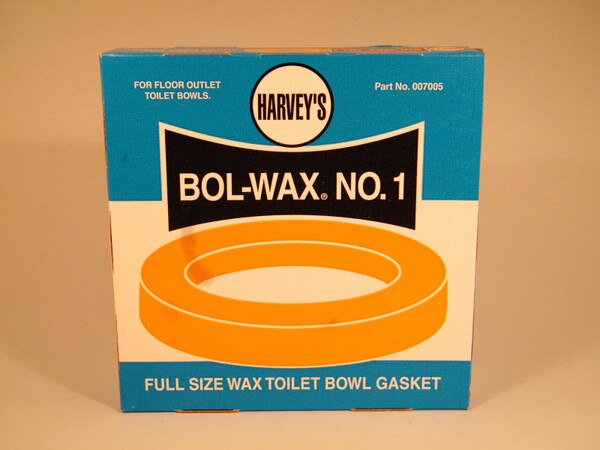 FOR FLOOR OUTLET
TOILET BOWLS.
HARVEY'S
Part No. 007005
BOL-WAX® NO. 1
FULL SIZE WAX TOILET BOWL GASKET